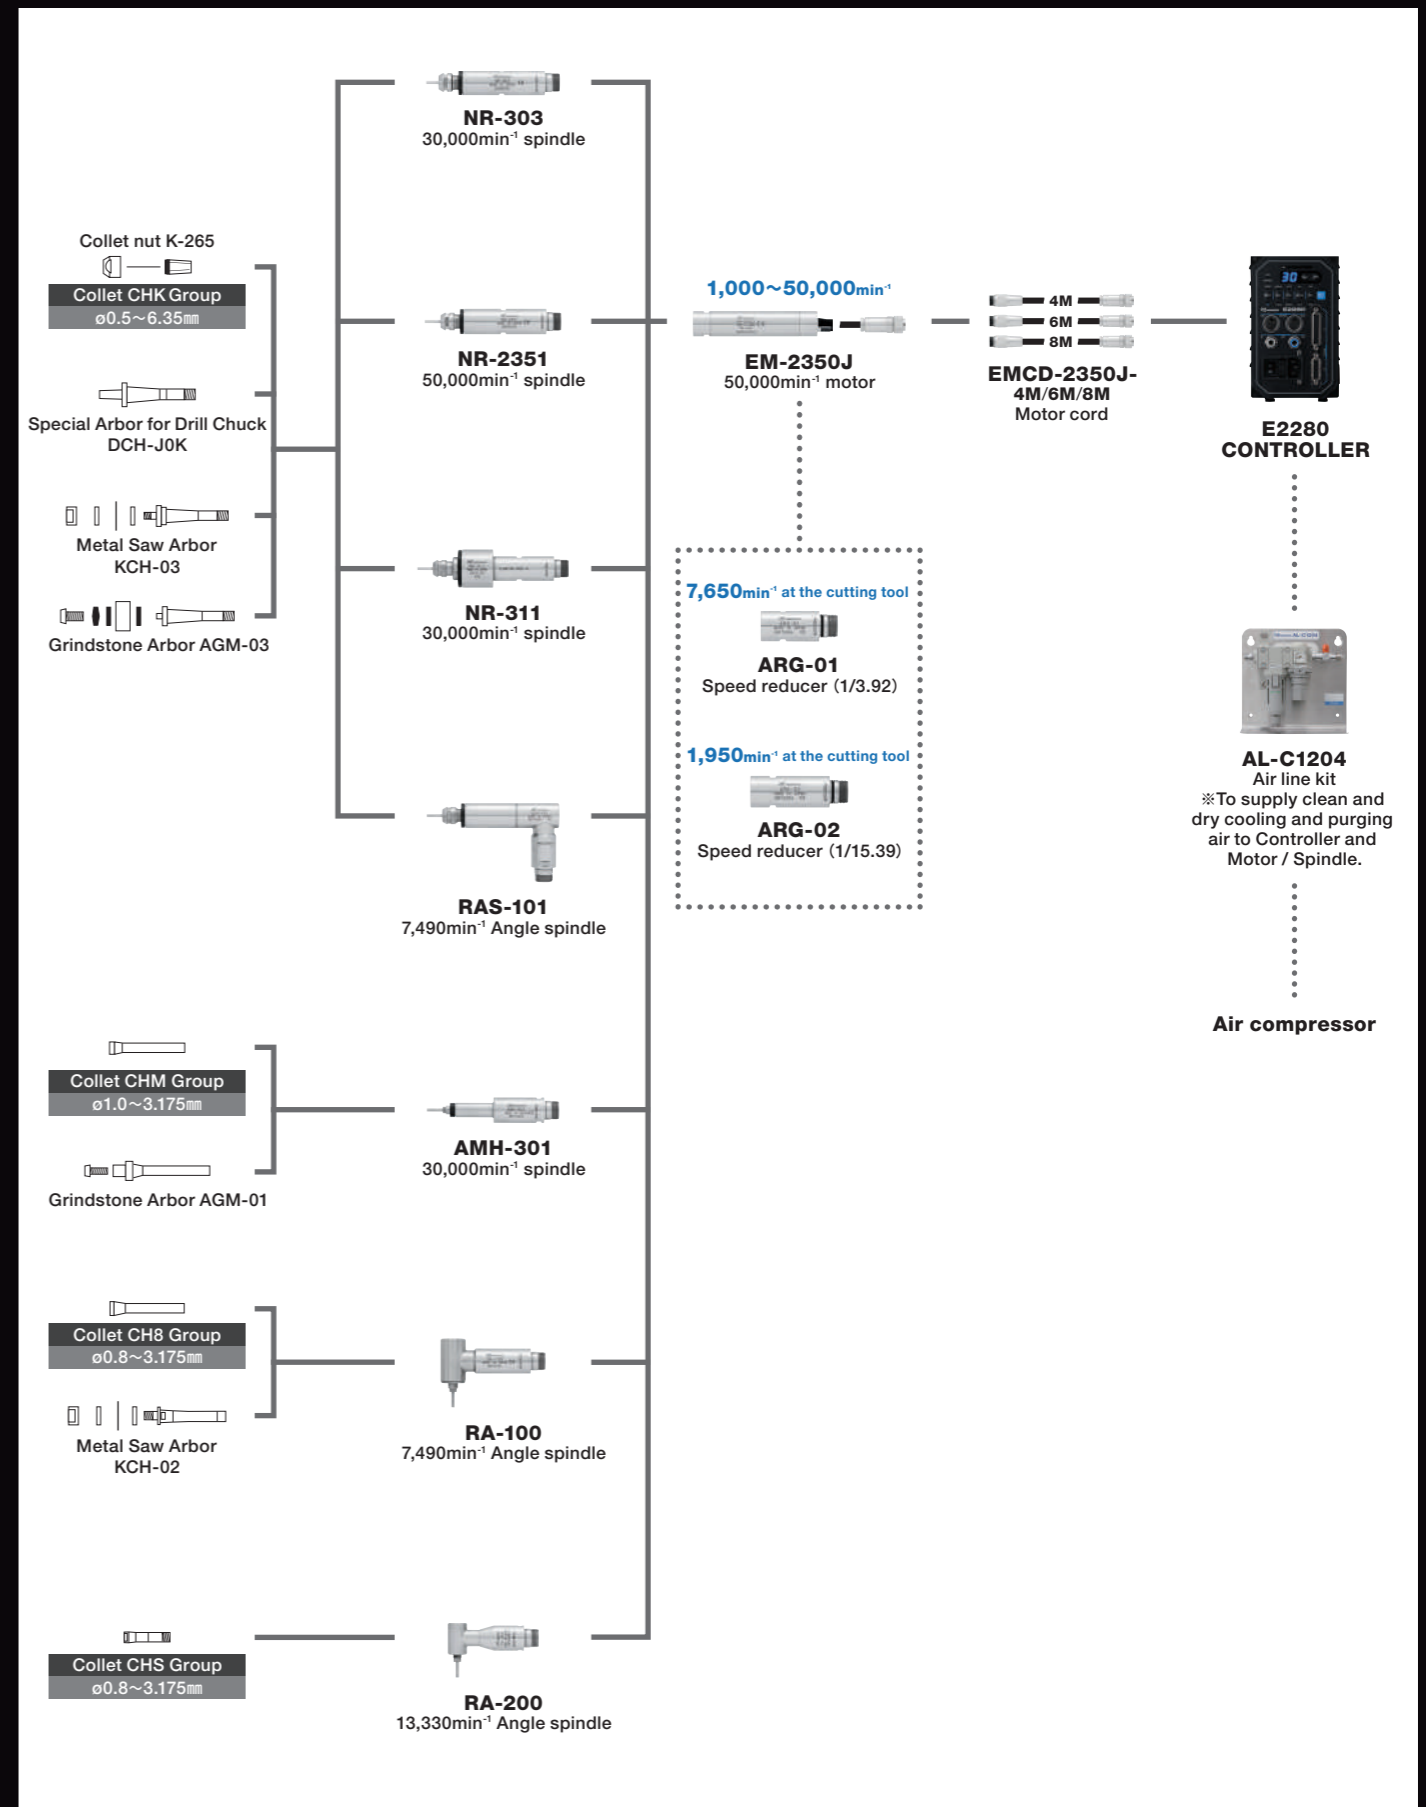 NR-303
30,000min⁻¹ spindle
Collet nut K-265
Collet CHK Group
ø0.5～6.35㎜
Special Arbor for Drill Chuck
DCH-J0K
Metal Saw Arbor
KCH-03
Grindstone Arbor AGM-03
NR-2351
50,000min⁻¹ spindle
NR-311
30,000min⁻¹ spindle
RAS-101
7,490min⁻¹ Angle spindle
1,000～50,000min⁻¹
EM-2350J
50,000min⁻¹ motor
4M
6M
8M
EMCD-2350J-
4M/6M/8M
Motor cord
30
E2280
CONTROLLER
7,650min⁻¹ at the cutting tool
ARG-01
Speed reducer（1/3.92）
1,950min⁻¹ at the cutting tool
ARG-02
Speed reducer（1/15.39）
AL-C1204
AL-C1204
Air line kit
※To supply clean and
dry cooling and purging
air to Controller and
Motor / Spindle.
Air compressor
Collet CHM Group
ø1.0～3.175㎜
Grindstone Arbor AGM-01
AMH-301
30,000min⁻¹ spindle
Collet CH8 Group
ø0.8～3.175㎜
Metal Saw Arbor
KCH-02
RA-100
7,490min⁻¹ Angle spindle
Collet CHS Group
ø0.8～3.175㎜
RA-200
13,330min⁻¹ Angle spindle